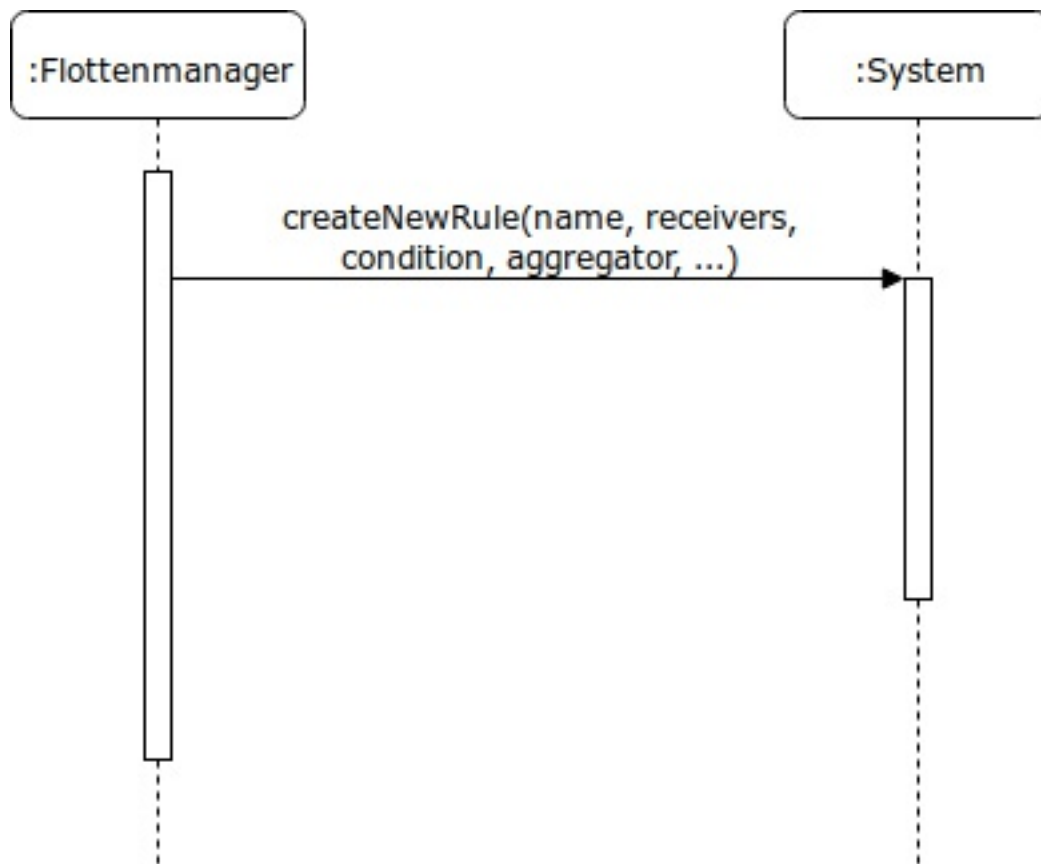 :Flottenmanager
:System
createNewRule(name, receivers,
condition, aggregator, ...)